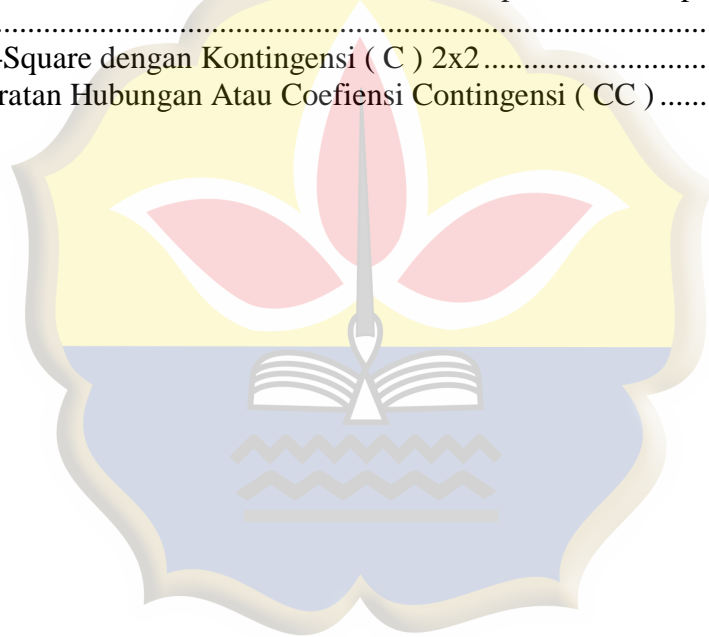 ..........................................................................................................
-Square dengan Kontingensi ( C ) 2x2..................................
ratan Hubungan Atau Coefiensi Contingensi ( CC ) ......